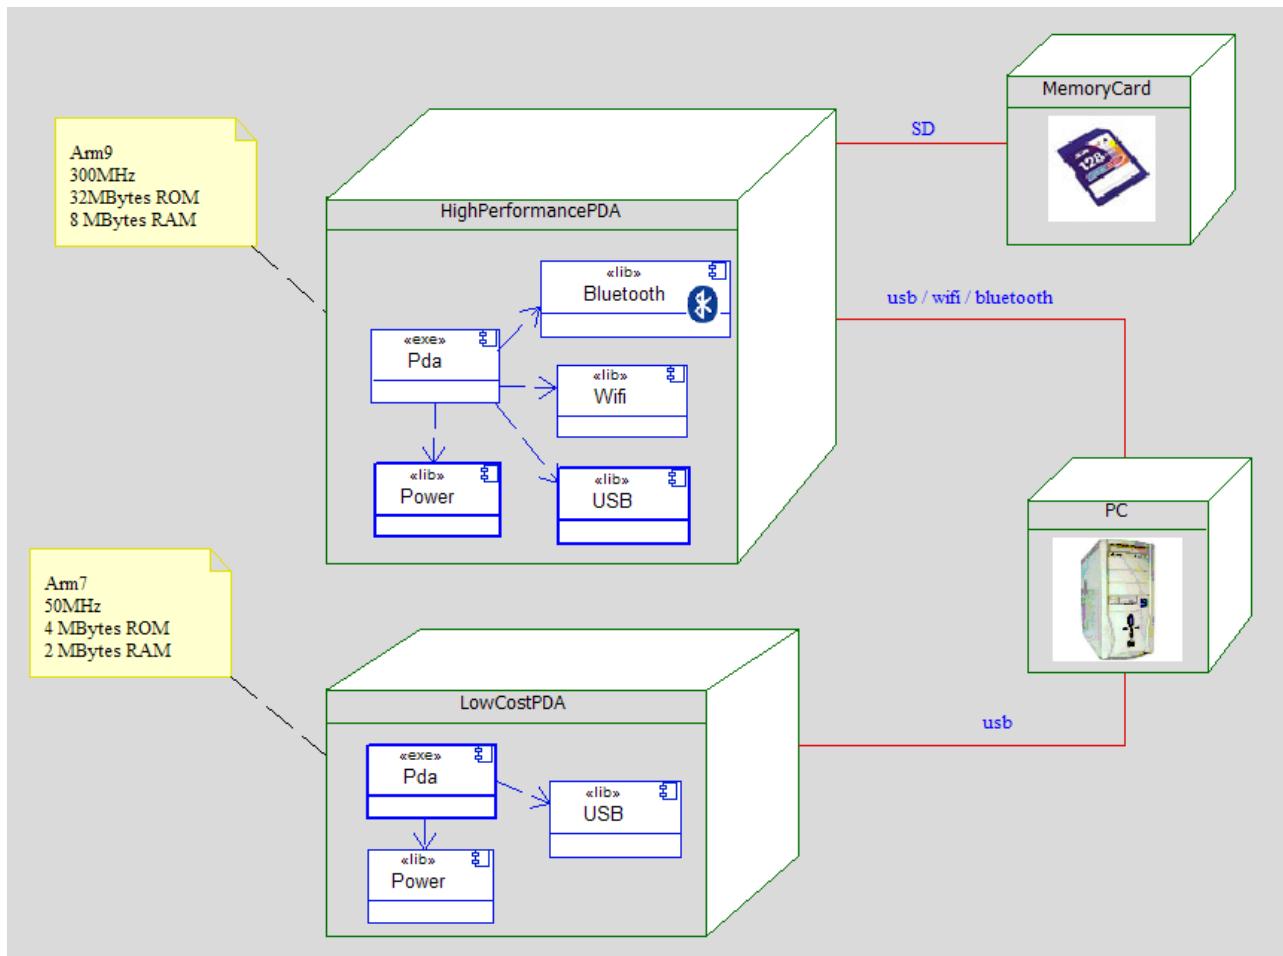 MemoryCard
128
SD
Arm9
300MHz
32MBytes ROM
8 MBytes RAM
HighPerformancePDA
«lib»
Bluetooth
usb / wifi / bluetooth
«exe»
Pda
«lib»
Wifi
«lib»
Power
«lib»
USB
PC
Arm7
50MHz
4 MBytes ROM
2 MBytes RAM
LowCostPDA
usb
«exe»
Pda
«lib»
USB
«lib»
Power